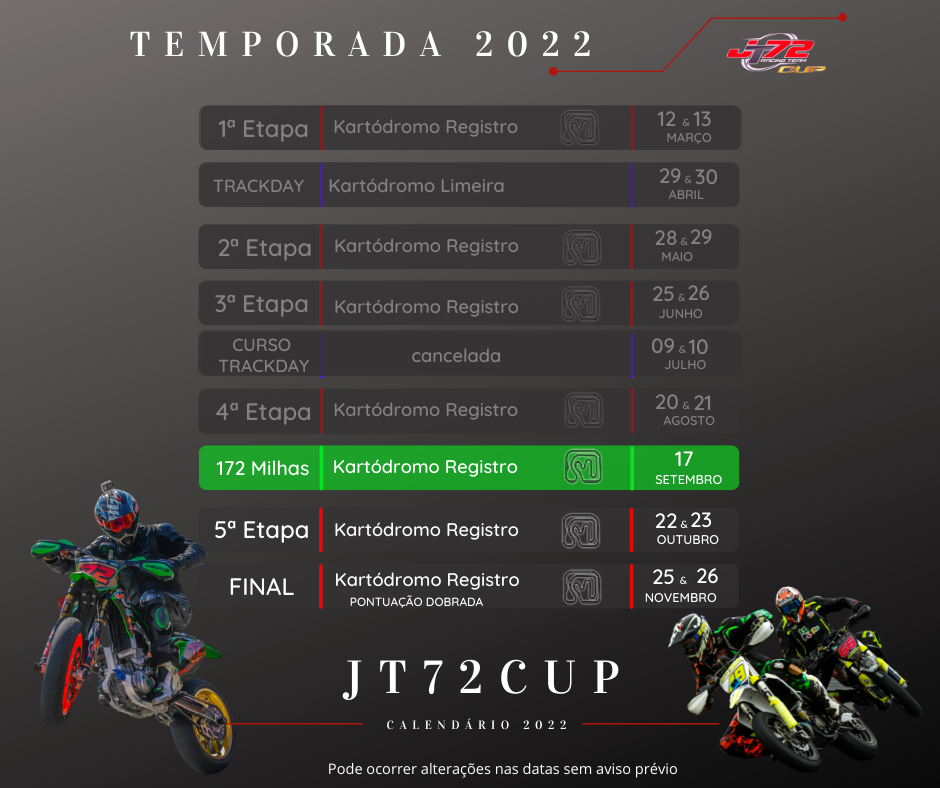 TEMPORADA 2022
JT72
RACING TEAM
CUP
1ª Etapa Kartódromo Registro 12 & 13 MARÇO
TRACKDAY Kartódromo Limeira 29 & 30 ABRIL
2ª Etapa Kartódromo Registro 28 & 29 MAIO
3ª Etapa Kartódromo Registro 25 & 26 JUNHO
CURSO TRACKDAY cancelada 09 & 10 JULHO
4ª Etapa Kartódromo Registro 20 & 21 AGOSTO
172 Milhas Kartódromo Registro 17 SETEMBRO
5ª Etapa Kartódromo Registro 22 & 23 OUTUBRO
FINAL Kartódromo Registro 25 & 26 NOVEMBRO
PONTUAÇÃO DOBRADA
72
JT72CUP
CALENDÁRIO 2022
Pode ocorrer alterações nas datas sem aviso prévio